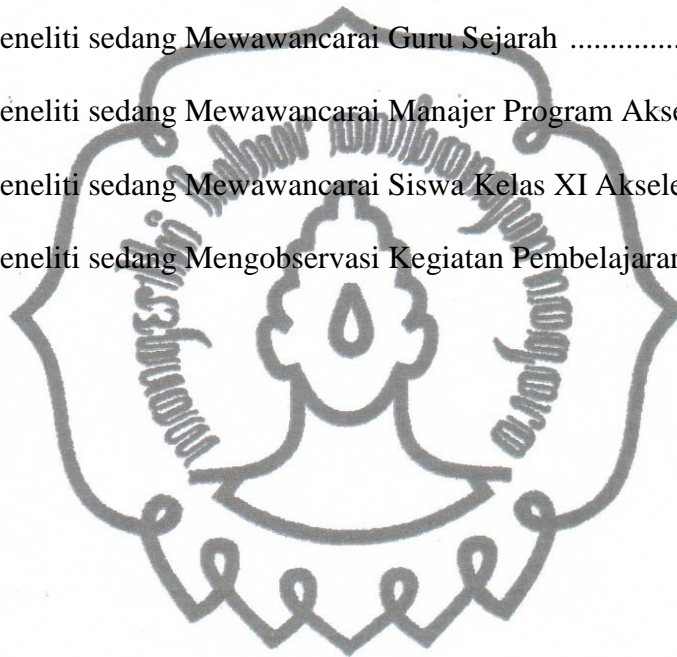 eneliti sedang Mewawancarai Guru Sejarah ...............
eneliti sedang Mewawancarai Manajer Program Akse
eneliti sedang Mewawancarai Siswa Kelas XI Aksele
eneliti sedang Mengobservasi Kegiatan Pembelajaran